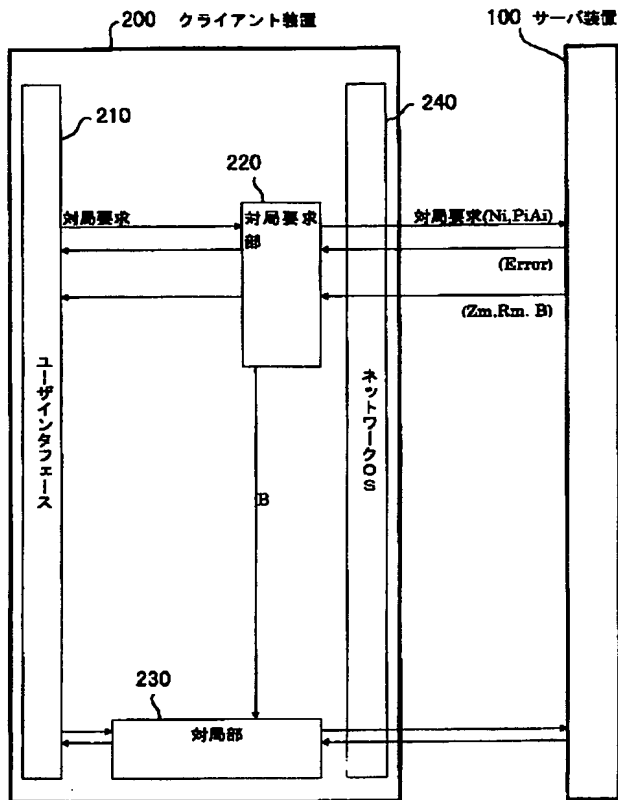 200 クライアント装置
100 サーバ装置
210
240
220
対局要求
対局要求
部
対局要求(Ni,PiAi)
(Error)
(Zm,Rm. B)
ユーザインタフェース
ネットワークOS
B
230
対局部